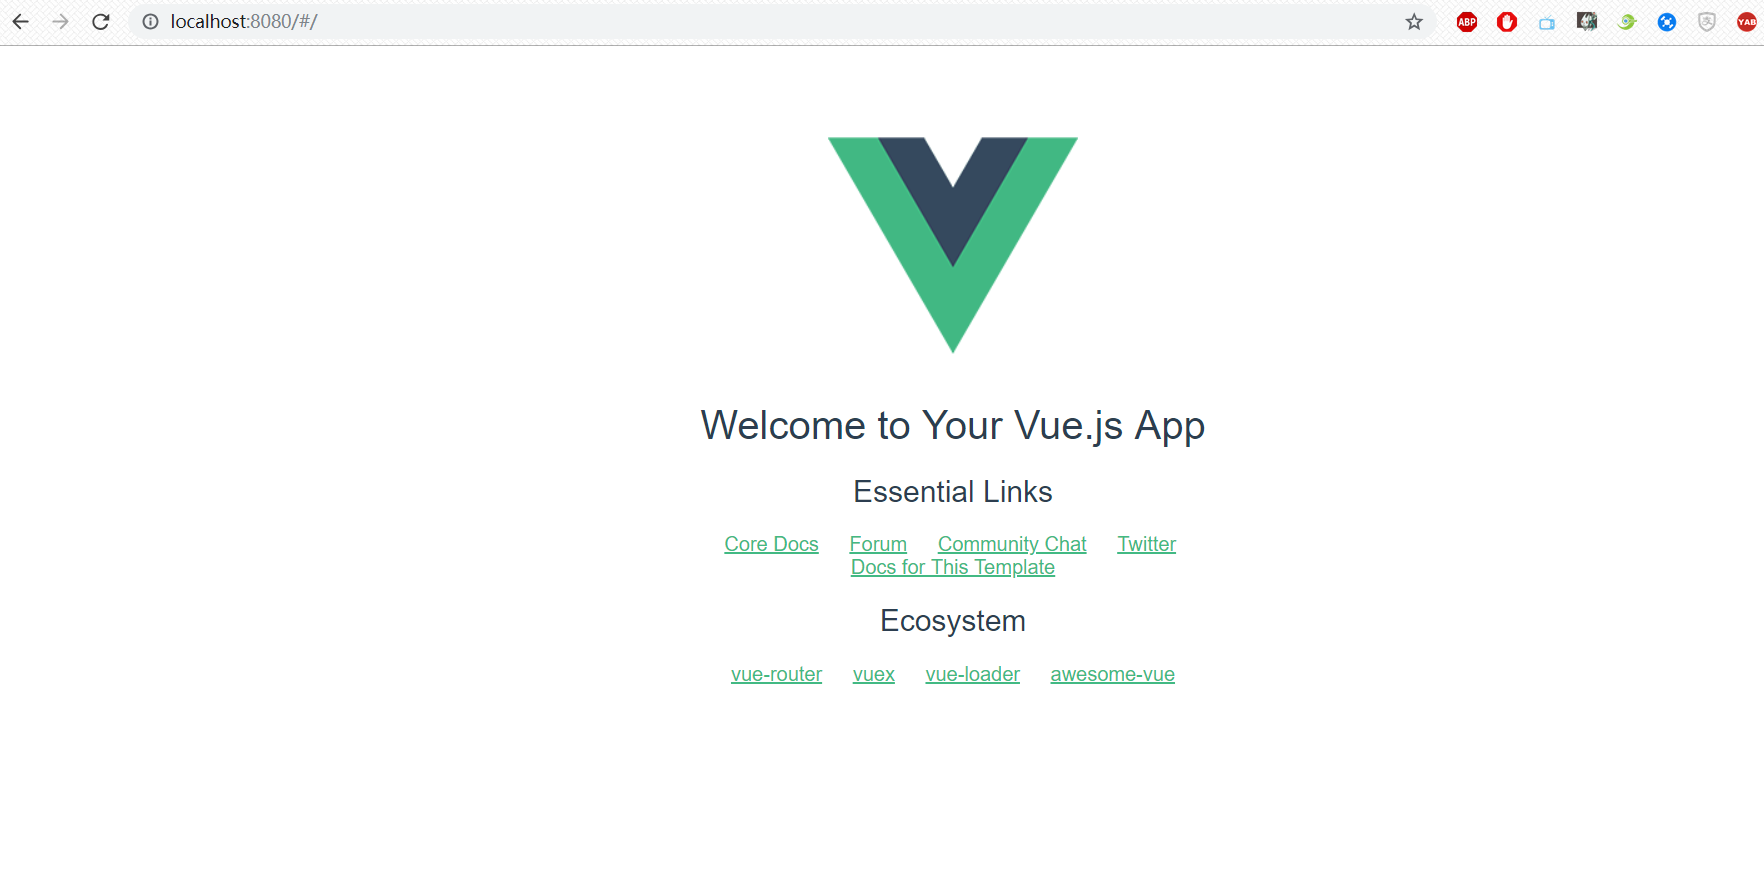 localhost:8080/#/
ABP
YAB
Welcome to Your Vue.js App
Essential Links
Core Docs Forum Community Chat Twitter
Docs for This Template
Ecosystem
vue-router vuex vue-loader awesome-vue